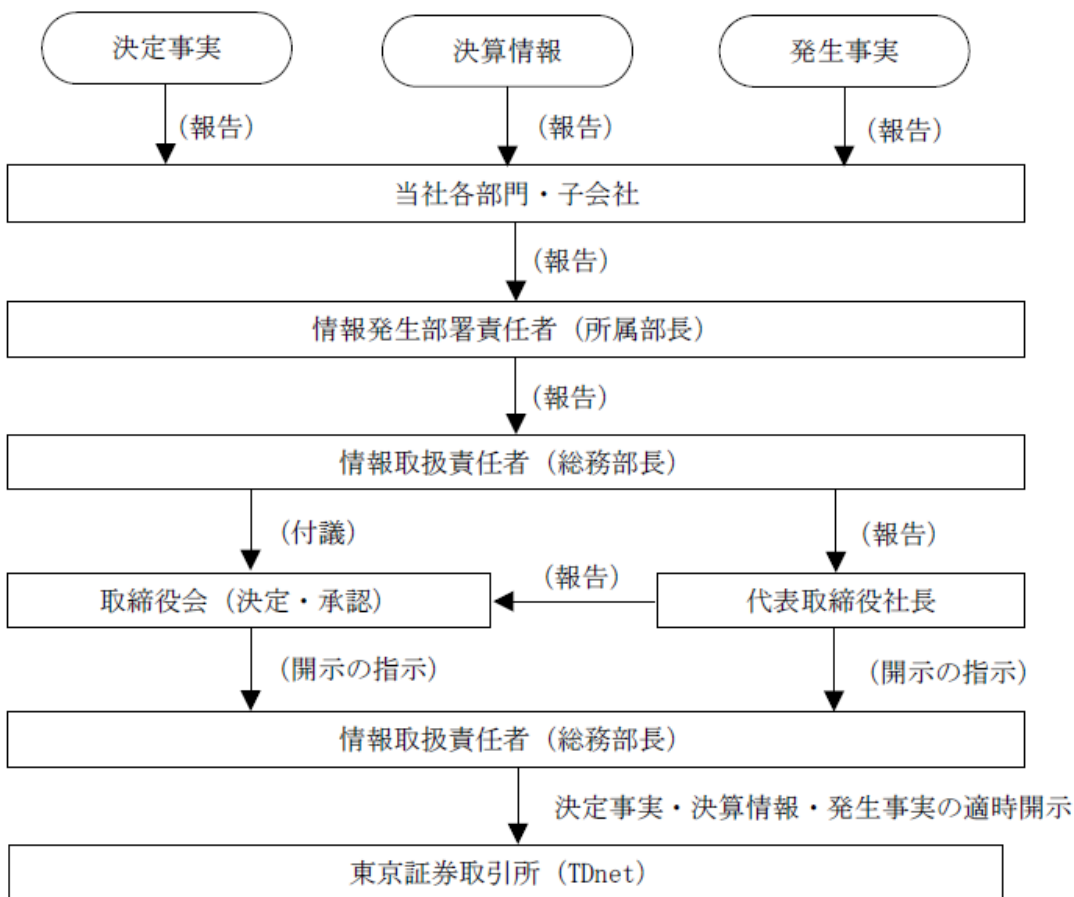 決定事実
決算情報
発生事実
(報告)
(報告)
(報告)
当社各部門・子会社
(報告)
情報発生部署責任者（所属部長）
(報告)
情報取扱責任者（総務部長）
(付議)
(報告)
取締役会（決定・承認）
(報告)
代表取締役社長
(開示の指示)
(開示の指示)
情報取扱責任者（総務部長）
決定事実・決算情報・発生事実の適時開示
東京証券取引所（TDnet）